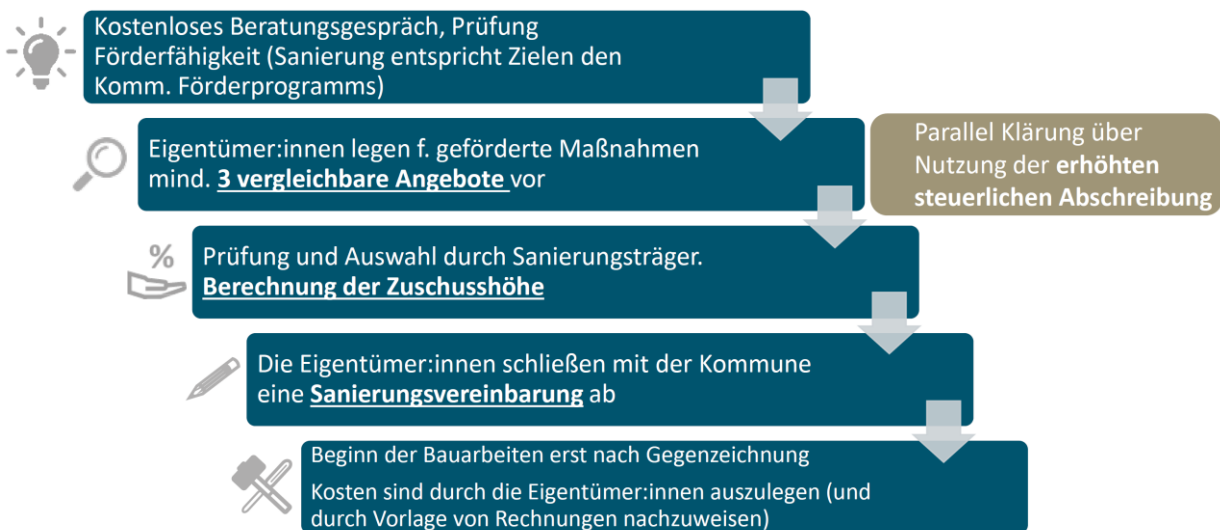 Kostenloses Beratungsgespräch, Prüfung
Förderfähigkeit (Sanierung entspricht Zielen den
Komm. Förderprogramms)
Eigentümer:innen legen f. geförderte Maßnahmen
mind. 3 vergleichbare Angebote vor
Parallel Klärung über
Nutzung der erhöhten
steuerlichen Abschreibung
%
Prüfung und Auswahl durch Sanierungsträger.
Berechnung der Zuschusshöhe
Die Eigentümer:innen schließen mit der Kommune
eine Sanierungsvereinbarung ab
Beginn der Bauarbeiten erst nach Gegenzeichnung
Kosten sind durch die Eigentümer:innen auszulegen (und
durch Vorlage von Rechnungen nachzuweisen)